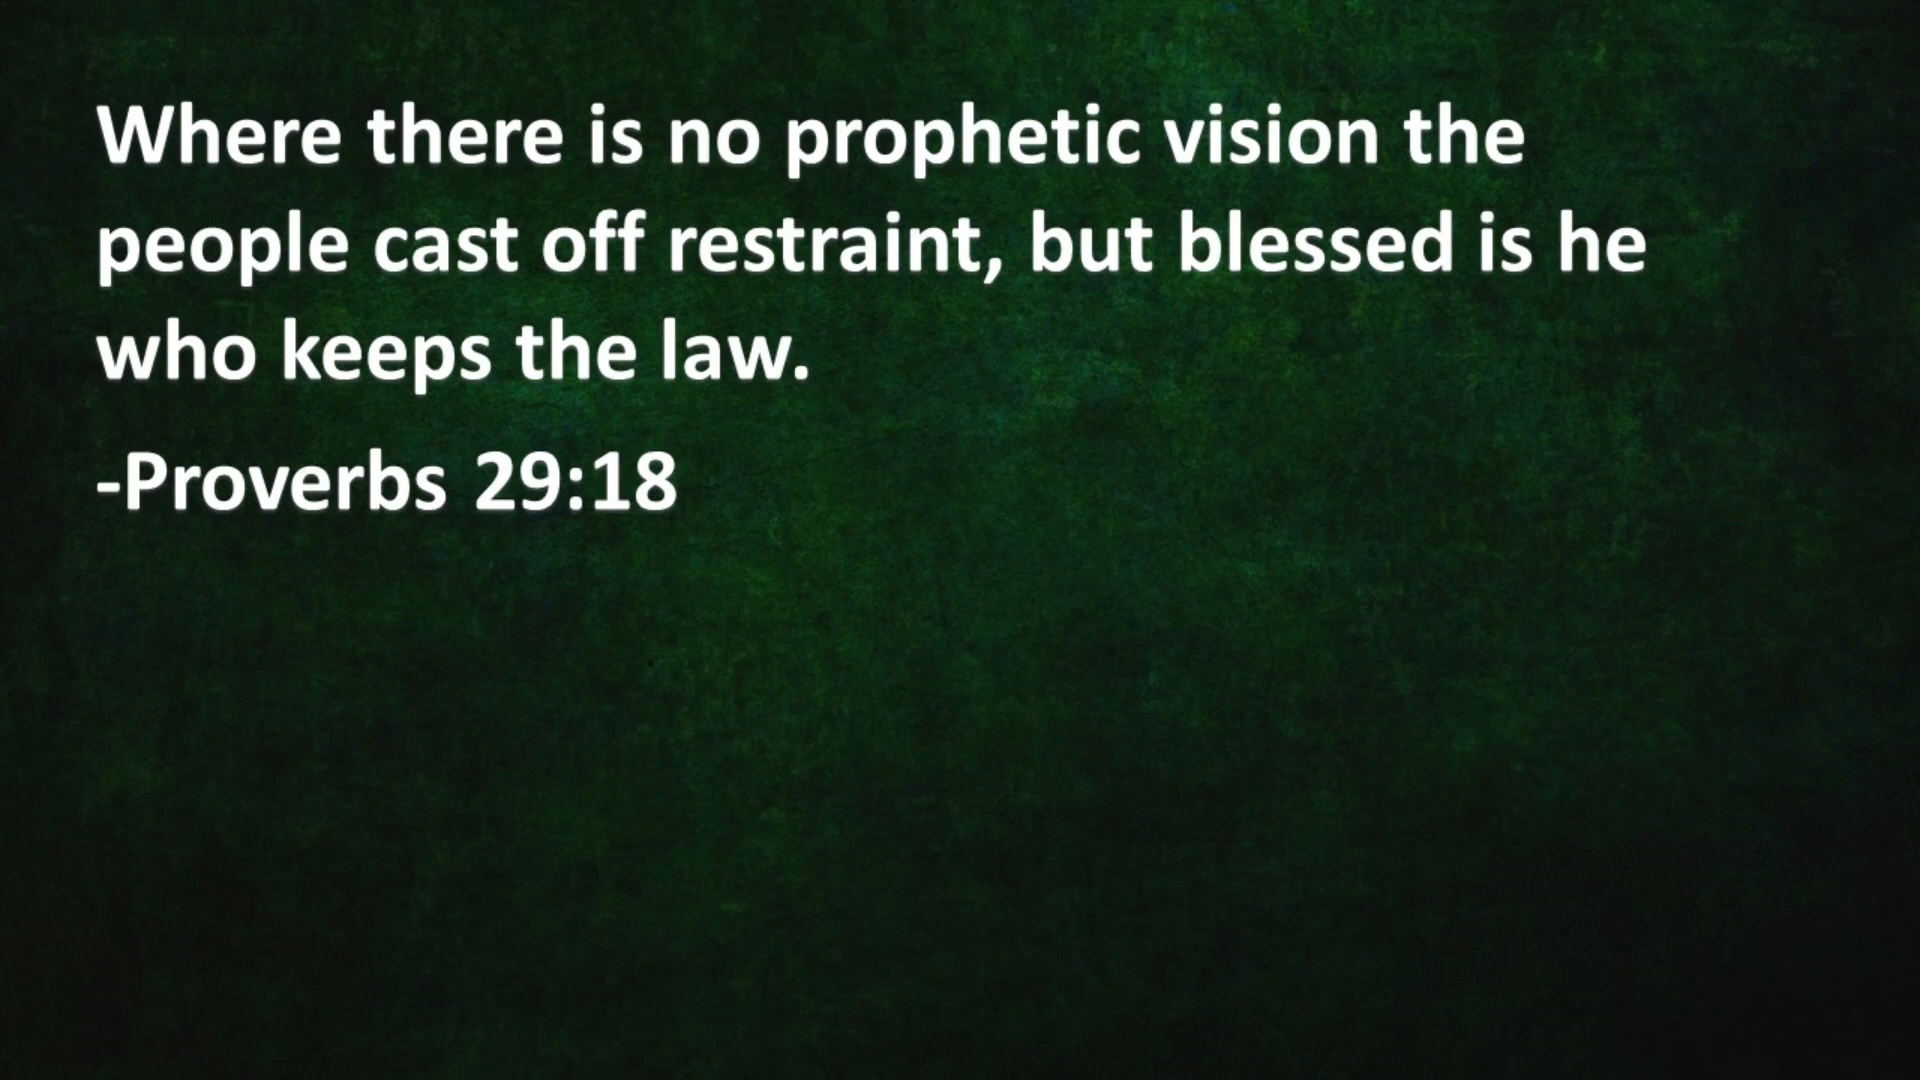 Where there is no prophetic vision the
people cast off restraint, but blessed is he
who keeps the law.
-Proverbs 29:18